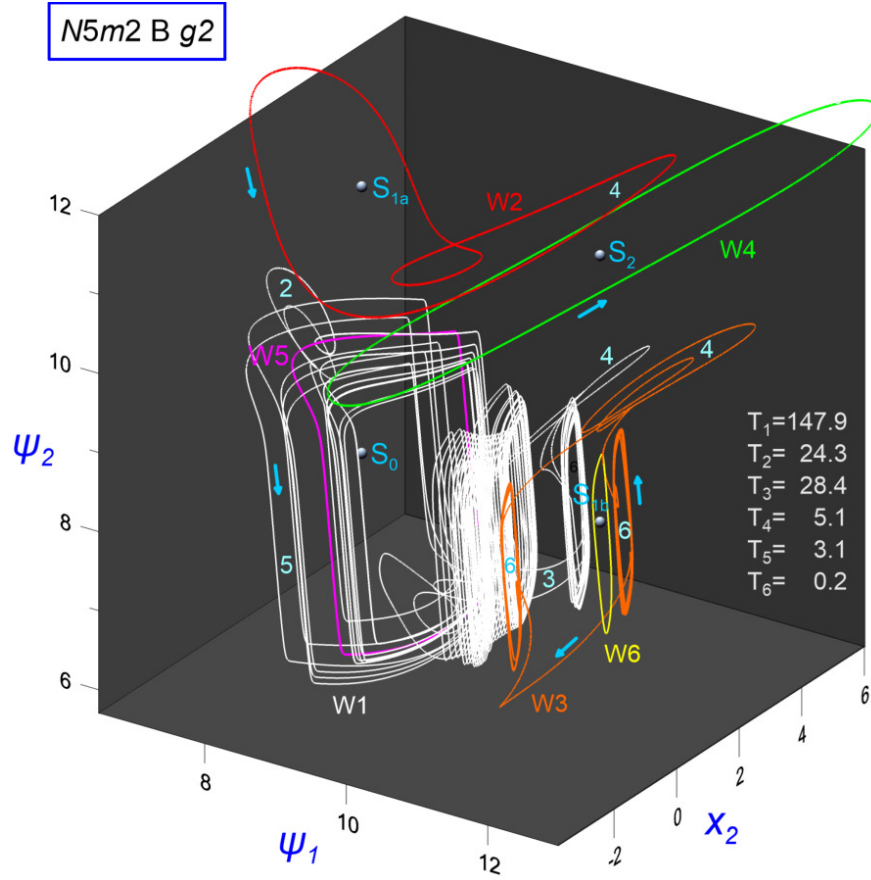 N5m2 B g2
12
S1a
W2
4
S2
W4
2
W5
10
4
4
ψ2
S0
6
S1b
T1=147.9
T2= 24.3
T3= 28.4
T4= 5.1
T5= 3.1
T6= 0.2
8
5
6
3
6
W6
6
W1
W3
6
8
4
2
10
0
x2
ψ1
12
-2